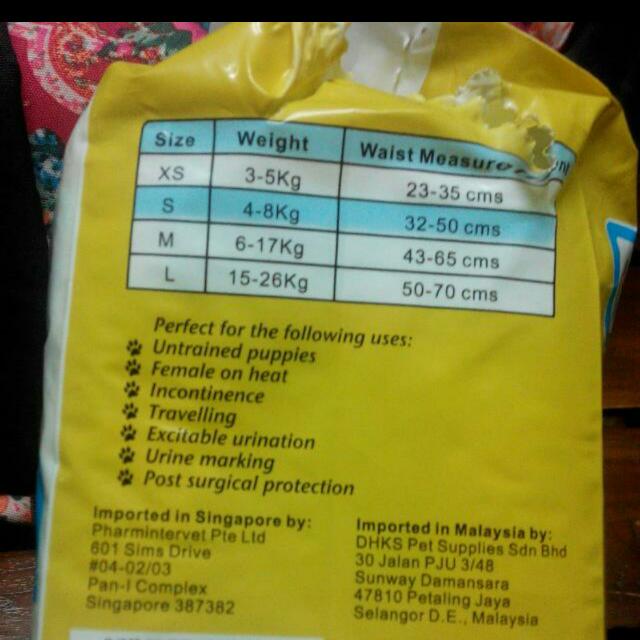 Size Weight Waist Measurement
XS 3-5Kg 23-35 cms
S 4-8Kg 32-50 cms
M 6-17Kg 43-65 cms
L 15-26Kg 50-70 cms
Perfect for the following uses:
Untrained puppies
Female on heat
Incontinence
Travelling
Excitable urination
Urine marking
Post surgical protection
Imported in Singapore by:
Pharmintervet Pte Ltd
601 Sims Drive
#04-02/03
Pan-I Complex
Singapore 387382
Imported in Malaysia by:
DHKS Pet Supplies Sdn Bhd
30 Jalan PJU 3/48
Sunway Damansara
47810 Petaling Jaya
Selangor D.E., Malaysia